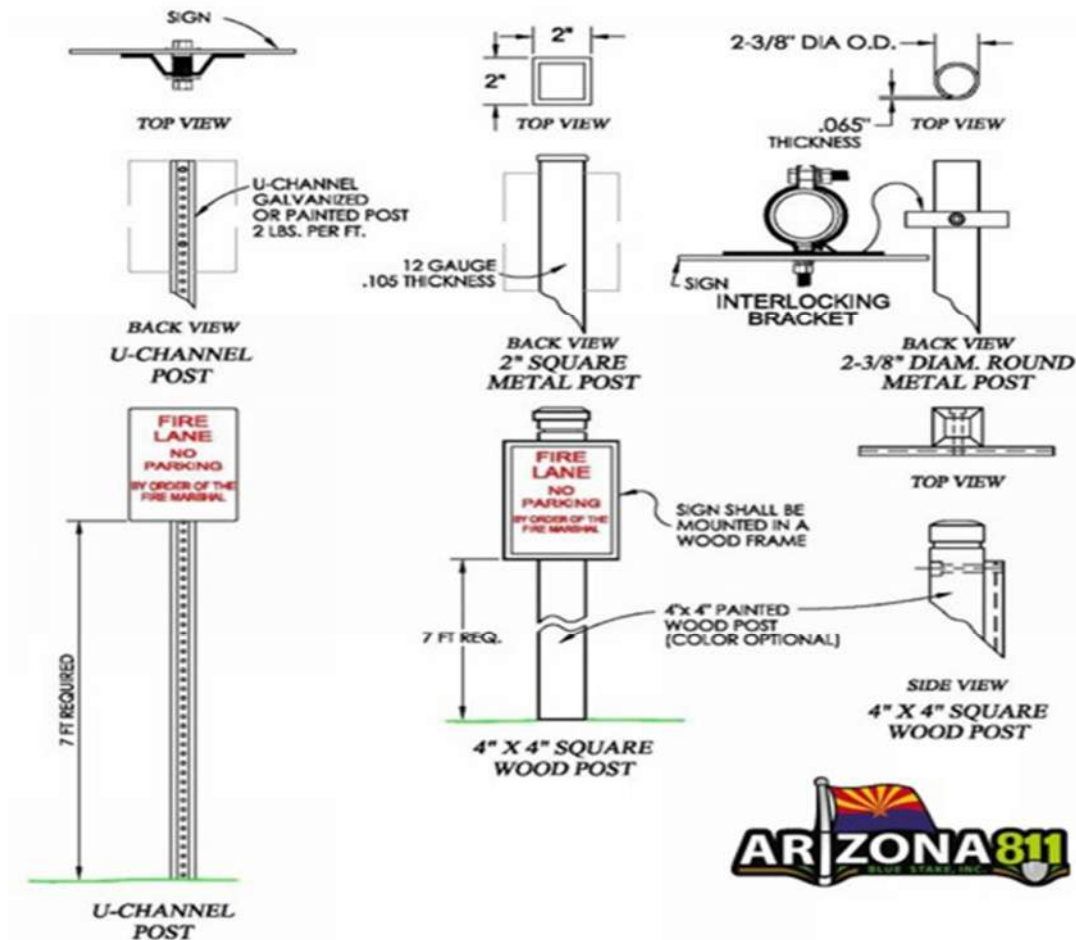 SIGN
TOP VIEW
2"
2"
TOP VIEW
2-3/8" DIA O.D.
.065"
THICKNESS
TOP VIEW
U-CHANNEL
GALVANIZED
OR PAINTED POST
2 LBS. PER FT.
BACK VIEW
U-CHANNEL
POST
12 GAUGE
.105 THICKNESS
BACK VIEW
2" SQUARE
METAL POST
SIGN
INTERLOCKING
BRACKET
BACK VIEW
2-3/8" DIAM. ROUND
METAL POST
FIRE
LANE
NO
PARKING
BY ORDER OF THE
FIRE MARSHAL
7 FT REQUIRED
U-CHANNEL
POST
FIRE
LANE
NO
PARKING
BY ORDER OF THE
FIRE MARSHAL
SIGN SHALL BE
MOUNTED IN A
WOOD FRAME
7 FT REQ.
4"x 4" PAINTED
WOOD POST
(COLOR OPTIONAL)
4" X 4" SQUARE
WOOD POST
TOP VIEW
SIDE VIEW
4" X 4" SQUARE
WOOD POST
ARIZONA 811
BLUE STAKE, INC.